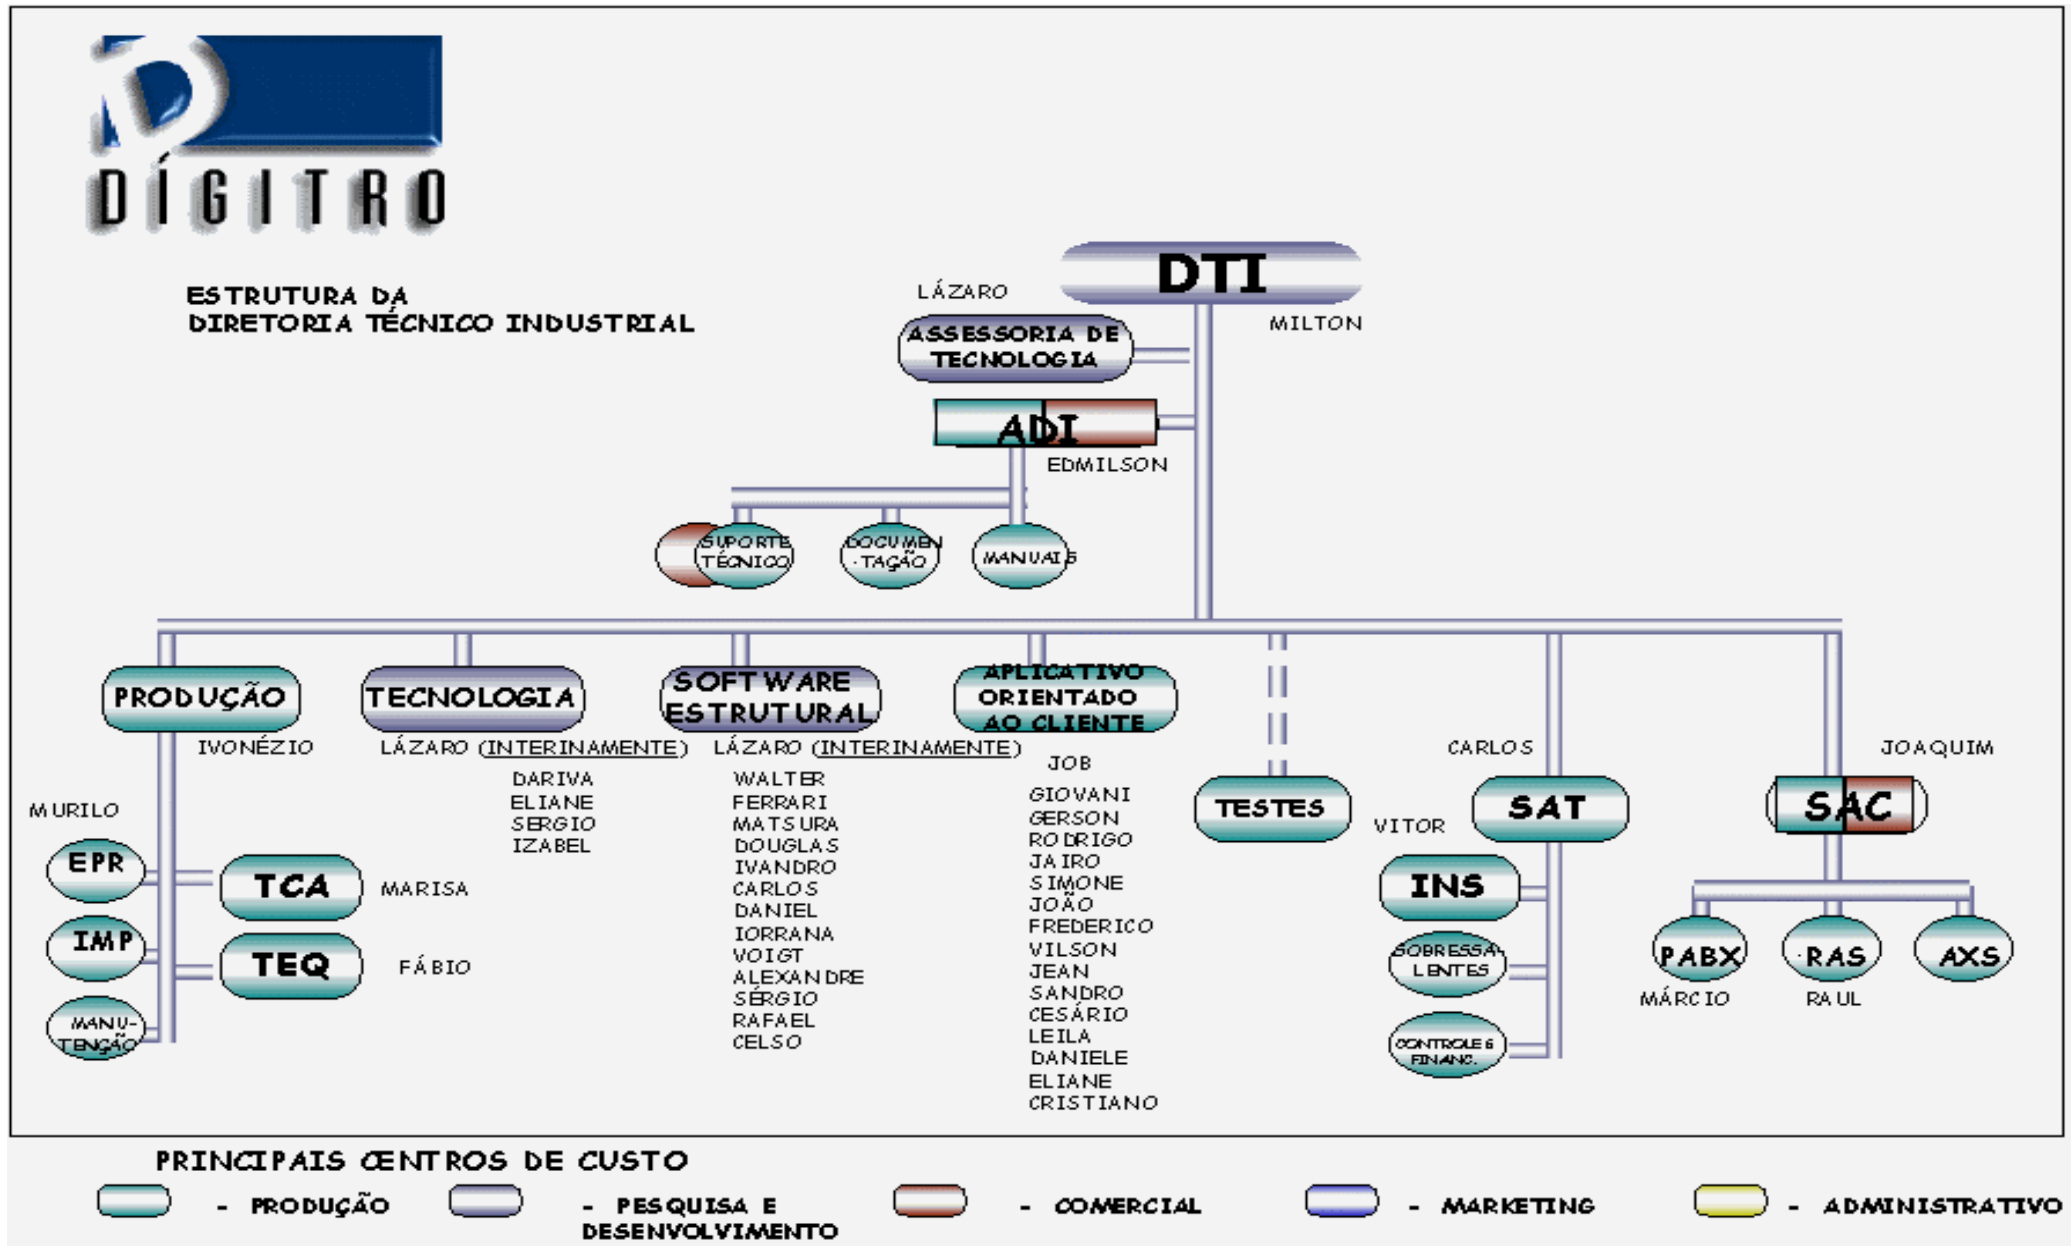 DÍGITRO
ESTRUTURA DA
DIRETORIA TÉCNICO INDUSTRIAL
DTI
MILTON
LÁZARO
ASSESSORIA DE
TECNOLOGIA
ADI
EDMILSON
SUPORTE
TÉCNICO
DOCUMEN
-TAÇÃO
MANUAIS
PRODUÇÃO
IVONÉZIO
MURILO
EPR
IMP
MANU-
TENÇÃO
TCA
MARISA
TEQ
FÁBIO
TECNOLOGIA
LÁZARO (INTERINAMENTE)
DARIVA
ELIANE
SERGIO
IZABEL
SOFTWARE
ESTRUTURAL
LÁZARO (INTERINAMENTE)
WALTER
FERRARI
MATSURA
DOUGLAS
IVANDRO
CARLOS
DANIEL
IORRANA
VOIGT
ALEXANDRE
SÉRGIO
RAFAEL
CELSO
APLICATIVO
ORIENTADO
AO CLIENTE
JOB
GIOVANI
GERSON
RODRIGO
JAIRO
SIMONE
JOÃO
FREDERICO
VILSON
JEAN
SANDRO
CESÁRIO
LEILA
DANIELE
ELIANE
CRISTIANO
TESTES
CARLOS
SAT
VITOR
INS
SOBRESSA-
LENTES
CONTROLES
FINANC.
JOAQUIM
SAC
PABX
MÁRCIO
·RAS
RAUL
AXS
PRINCIPAIS CENTROS DE CUSTO
- PRODUÇÃO
- PESQUISA E
DESENVOLVIMENTO
- COMERCIAL
- MARKETING
- ADMINISTRATIVO